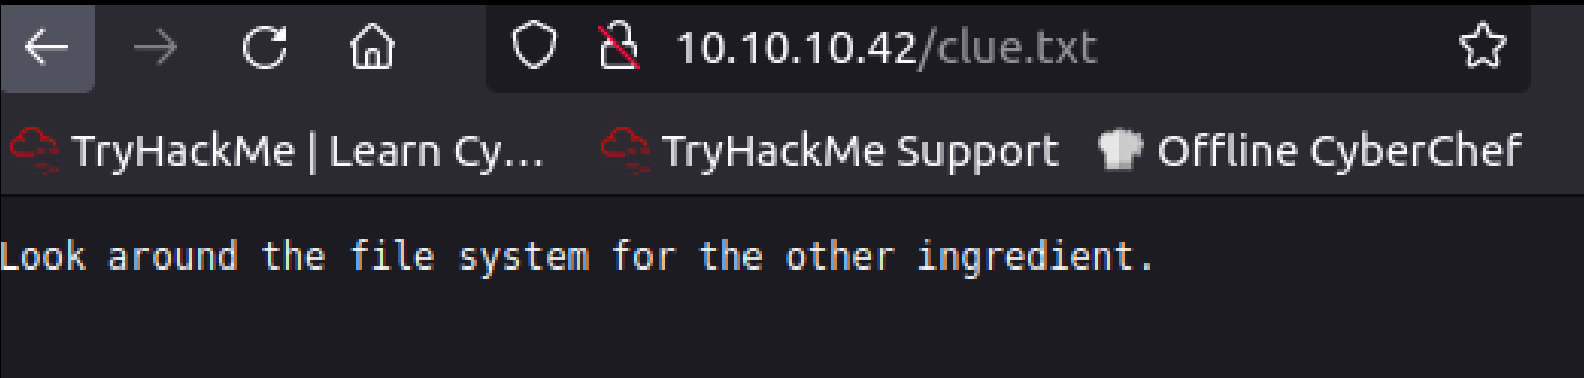 10.10.10.42/clue.txt
TryHackMe | Learn Cy... TryHackMe Support Offline CyberChef
Look around the file system for the other ingredient.